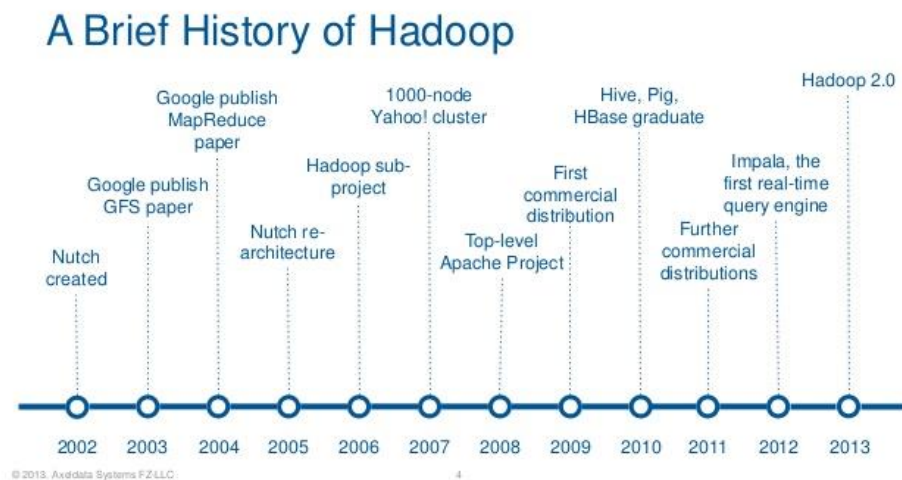 A Brief History of Hadoop
Nutch
created
Google publish
GFS paper
Google publish
MapReduce
paper
Nutch re-
architecture
Hadoop sub-
project
1000-node
Yahoo! cluster
Top-level
Apache Project
First
commercial
distribution
Hive, Pig,
HBase graduate
Further
commercial
distributions
Impala, the
first real-time
query engine
Hadoop 2.0
2002 2003 2004 2005 2006 2007 2008 2009 2010 2011 2012 2013
© 2013. Axeldata Systems FZ-LLC
4